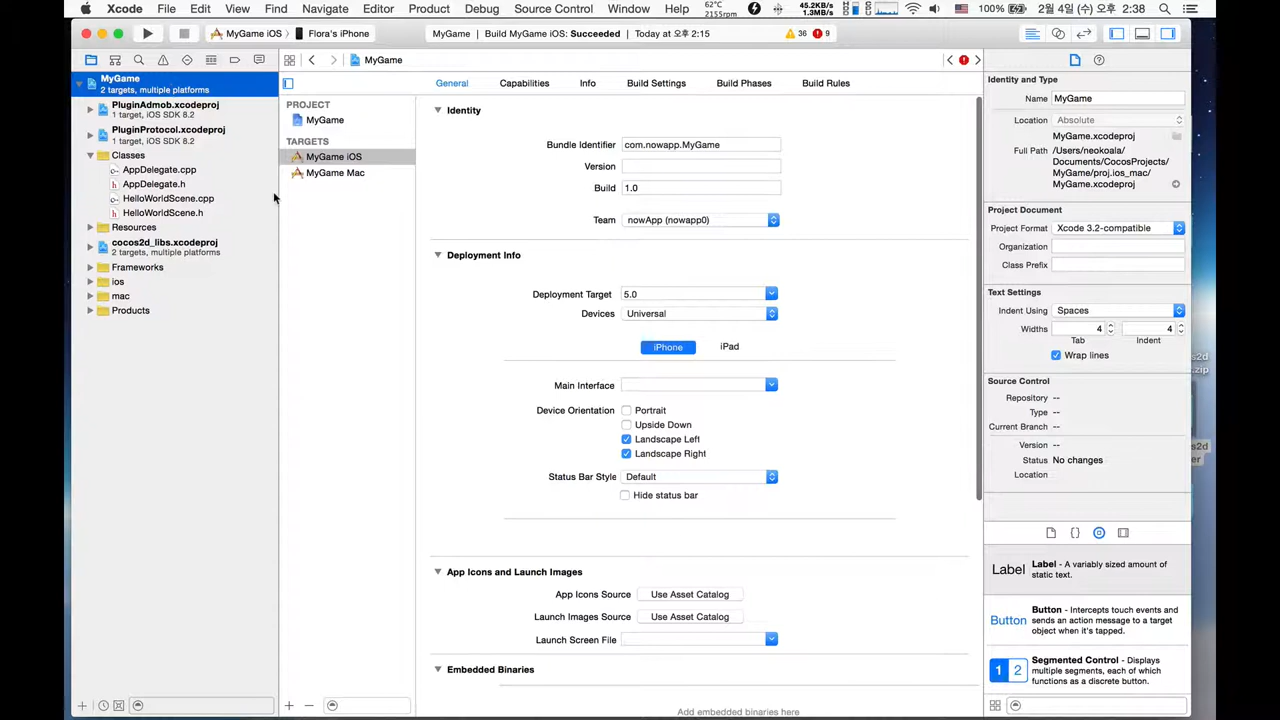 Xcode File Edit View Find Navigate Editor Product Debug Source Control Window Help 62°C 2155rpm 45.2KB/s 1.3MB/s 100% 2월 4일 (수) 오후 2:38
MyGame iOS Flora's iPhone MyGame Build MyGame iOS: Succeeded Today at 오후 2:15 36 9
MyGame
2 targets, multiple platforms
PluginAdmob.xcodeproj
1 target, iOS SDK 8.2
PluginProtocol.xcodeproj
1 target, iOS SDK 8.2
Classes
AppDelegate.cpp
AppDelegate.h
HelloWorldScene.cpp
HelloWorldScene.h
Resources
cocos2d_libs.xcodeproj
2 targets, multiple platforms
Frameworks
ios
mac
Products
MyGame
General Capabilities Info Build Settings Build Phases Build Rules
PROJECT
MyGame
TARGETS
MyGame iOS
MyGame Mac
Identity
Bundle Identifier com.nowapp.MyGame
Version
Build 1.0
Team nowApp (nowapp0)
Deployment Info
Deployment Target 5.0
Devices Universal
iPhone iPad
Main Interface
Device Orientation Portrait
Upside Down
Landscape Left
Landscape Right
Status Bar Style Default
Hide status bar
App Icons and Launch Images
App Icons Source Use Asset Catalog
Launch Images Source Use Asset Catalog
Launch Screen File
Embedded Binaries
Add embedded binaries here
Identity and Type
Name MyGame
Location Absolute
MyGame.xcodeproj
Full Path /Users/neokoala/
Documents/CocosProjects/
MyGame/proj.ios_mac/
MyGame.xcodeproj
Project Document
Project Format Xcode 3.2-compatible
Organization
Class Prefix
Text Settings
Indent Using Spaces
Widths 4 4
Tab Indent
Wrap lines
Source Control
Repository --
Type --
Current Branch --
Version --
Status No changes
Location
Label Label - A variably sized amount of
static text.
Button Button - Intercepts touch events and
sends an action message to a target
object when it's tapped.
1 2 Segmented Control - Displays
multiple segments, each of which
functions as a discrete button.
s2d
.zip
s2d
er